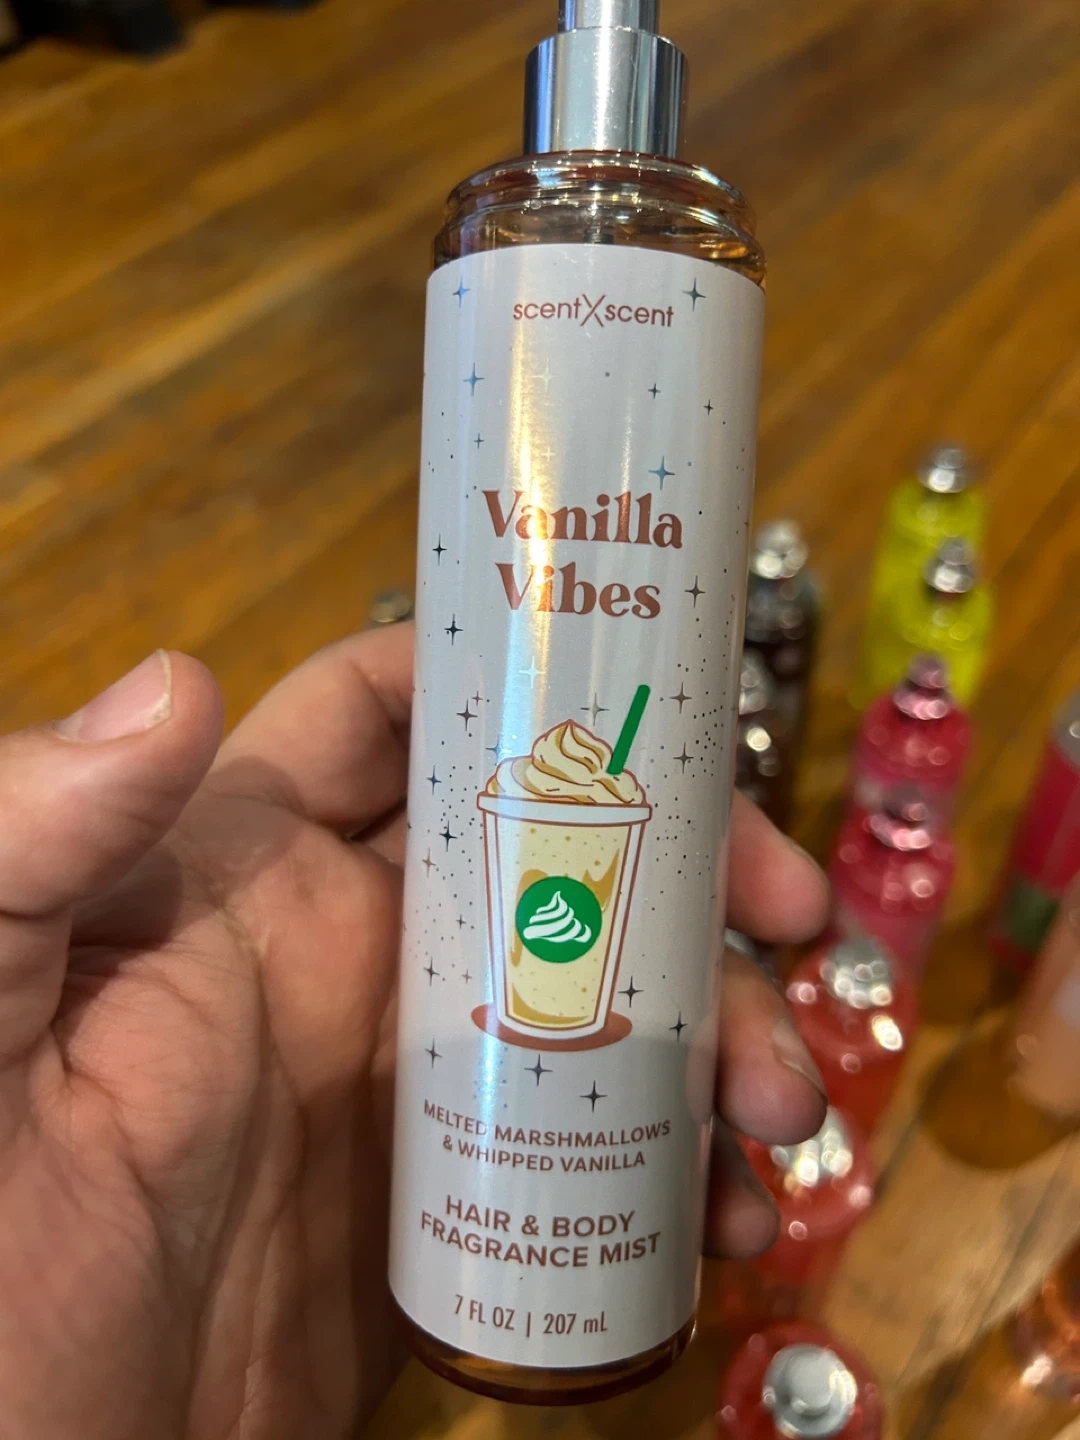 scentXscent
Vanilla
Vibes
MELTED MARSHMALLOWS
& WHIPPED VANILLA
HAIR & BODY
FRAGRANCE MIST
7 FL OZ | 207 mL